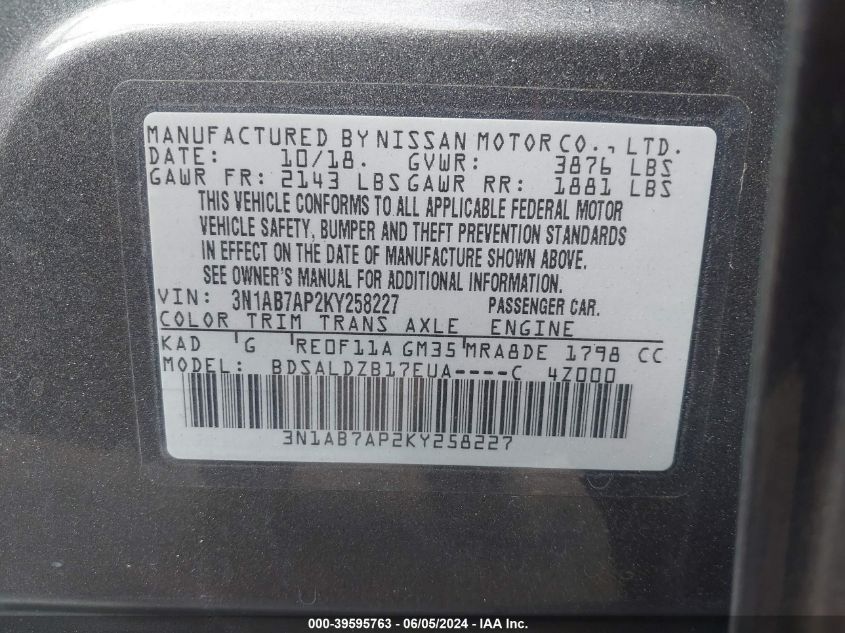 MANUFACTURED BY NISSAN MOTOR CO., LTD.
DATE: 10/18. GVWR: 3876 LBS
GAWR FR: 2143 LBS GAWR RR: 1881 LBS
THIS VEHICLE CONFORMS TO ALL APPLICABLE FEDERAL MOTOR
VEHICLE SAFETY, BUMPER AND THEFT PREVENTION STANDARDS
IN EFFECT ON THE DATE OF MANUFACTURE SHOWN ABOVE.
SEE OWNER'S MANUAL FOR ADDITIONAL INFORMATION.
VIN: 3N1AB7AP2KY258227 PASSENGER CAR.
COLOR TRIM TRANS AXLE ENGINE
KAD G RE0F11A GM35 MRA8DE 1798 CC
MODEL: BDSALDZB17EUA----C 4Z000
3N1AB7AP2KY258227
000-39595763 - 06/05/2024 - IAA Inc.